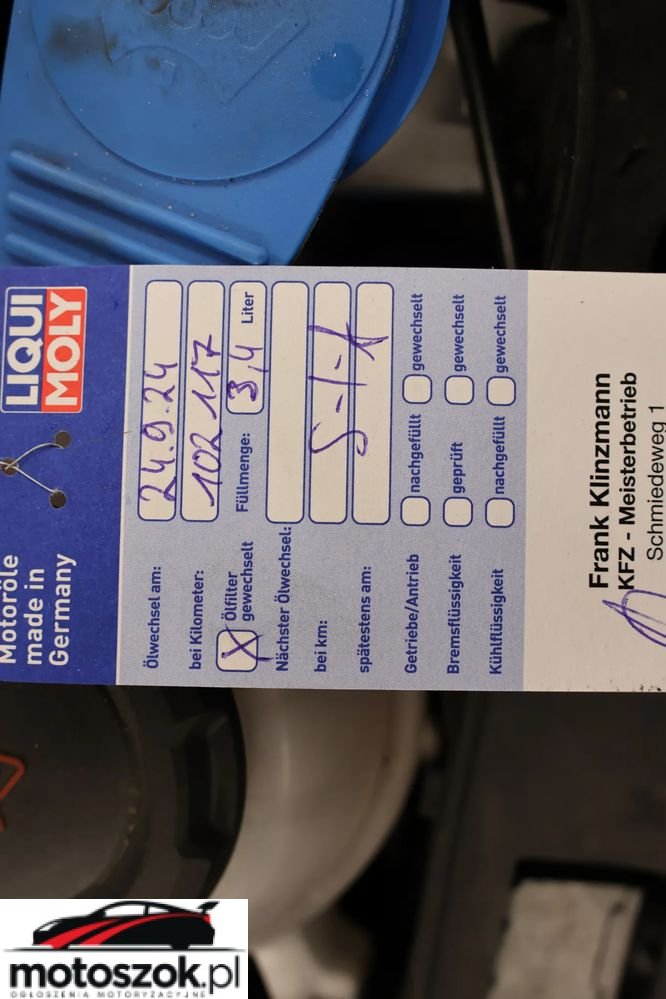 LIQUI
MOLY
Motoröle
made in
Germany
Ölwechsel am: 24.9.24
bei Kilometer: 102 117
X Ölfilter gewechselt Füllmenge: 3,4 Liter
Nächster Ölwechsel:
bei km:
spätestens am:
Getriebe/Antrieb nachgefüllt gewechselt
Bremsflüssigkeit geprüft gewechselt
Kühlflüssigkeit nachgefüllt gewechselt
Frank Klinzmann
KFZ - Meisterbetrieb
Schmiedeweg 1
motoszok.pl
OGŁOSZENIA MOTORYZACYJNE